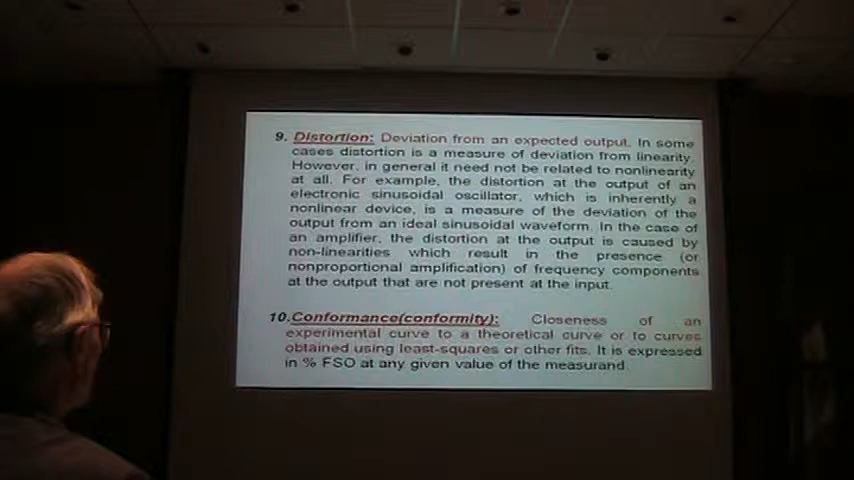 9. Distortion: Deviation from an expected output. In some
cases distortion is a measure of deviation from linearity.
However, in general it need not be related to nonlinearity
at all. For example, the distortion at the output of an
electronic sinusoidal oscillator, which is inherently a
nonlinear device, is a measure of the deviation of the
output from an ideal sinusoidal waveform. In the case of
an amplifier, the distortion at the output is caused by
non-linearities which result in the presence (or
nonproportional amplification) of frequency components
at the output that are not present at the input.
10. Conformance(conformity): Closeness of an
experimental curve to a theoretical curve or to curves
obtained using least-squares or other fits. It is expressed
in % FSO at any given value of the measurand.